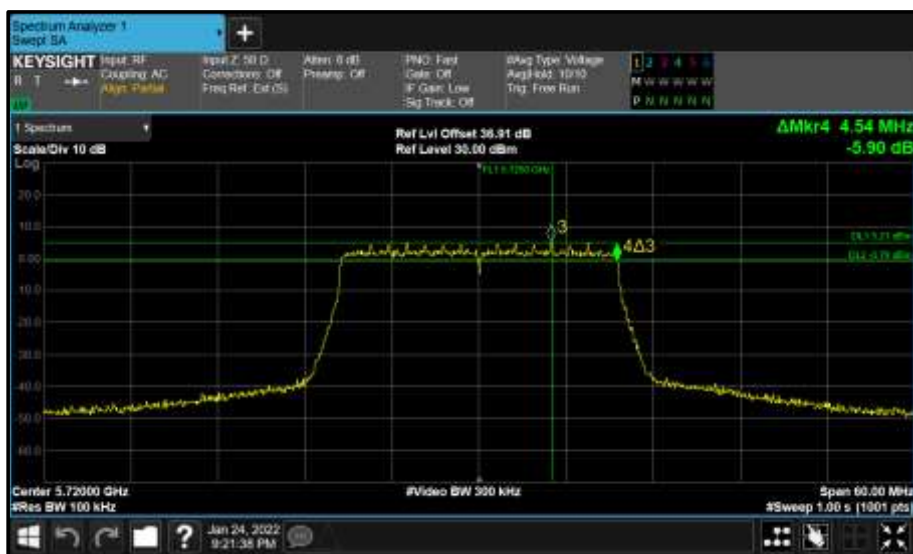 Spectrum Analyzer 1
Swept SA
KEYSIGHT
R T
Input: RF
Coupling: AC
Align: Partial
Input Z: 50 Ω
Corrections: Off
Freq Ref: Ext (S)
Atten: 6 dB
Preamp: Off
PNO: Fast
Gate: Off
IF Gain: Low
Sig Track: Off
#Avg Type: Voltage
Avg|Hold: 10/10
Trig: Free Run
1 2 3 4 5 6
M W W W W W
P N N N N N
1 Spectrum
Scale/Div 10 dB
Ref Lvl Offset 36.91 dB
Ref Level 30.00 dBm
ΔMkr4 4.54 MHz
-5.90 dB
Log
20.0
10.0
0.00
-10.0
-20.0
-30.0
-40.0
-50.0
-60.0
3
4Δ3
Center 5.72000 GHz
#Res BW 100 kHz
#Video BW 300 kHz
Span 60.00 MHz
#Sweep 1.00 s (1001 pts)
Jan 24, 2022
9:21:38 PM